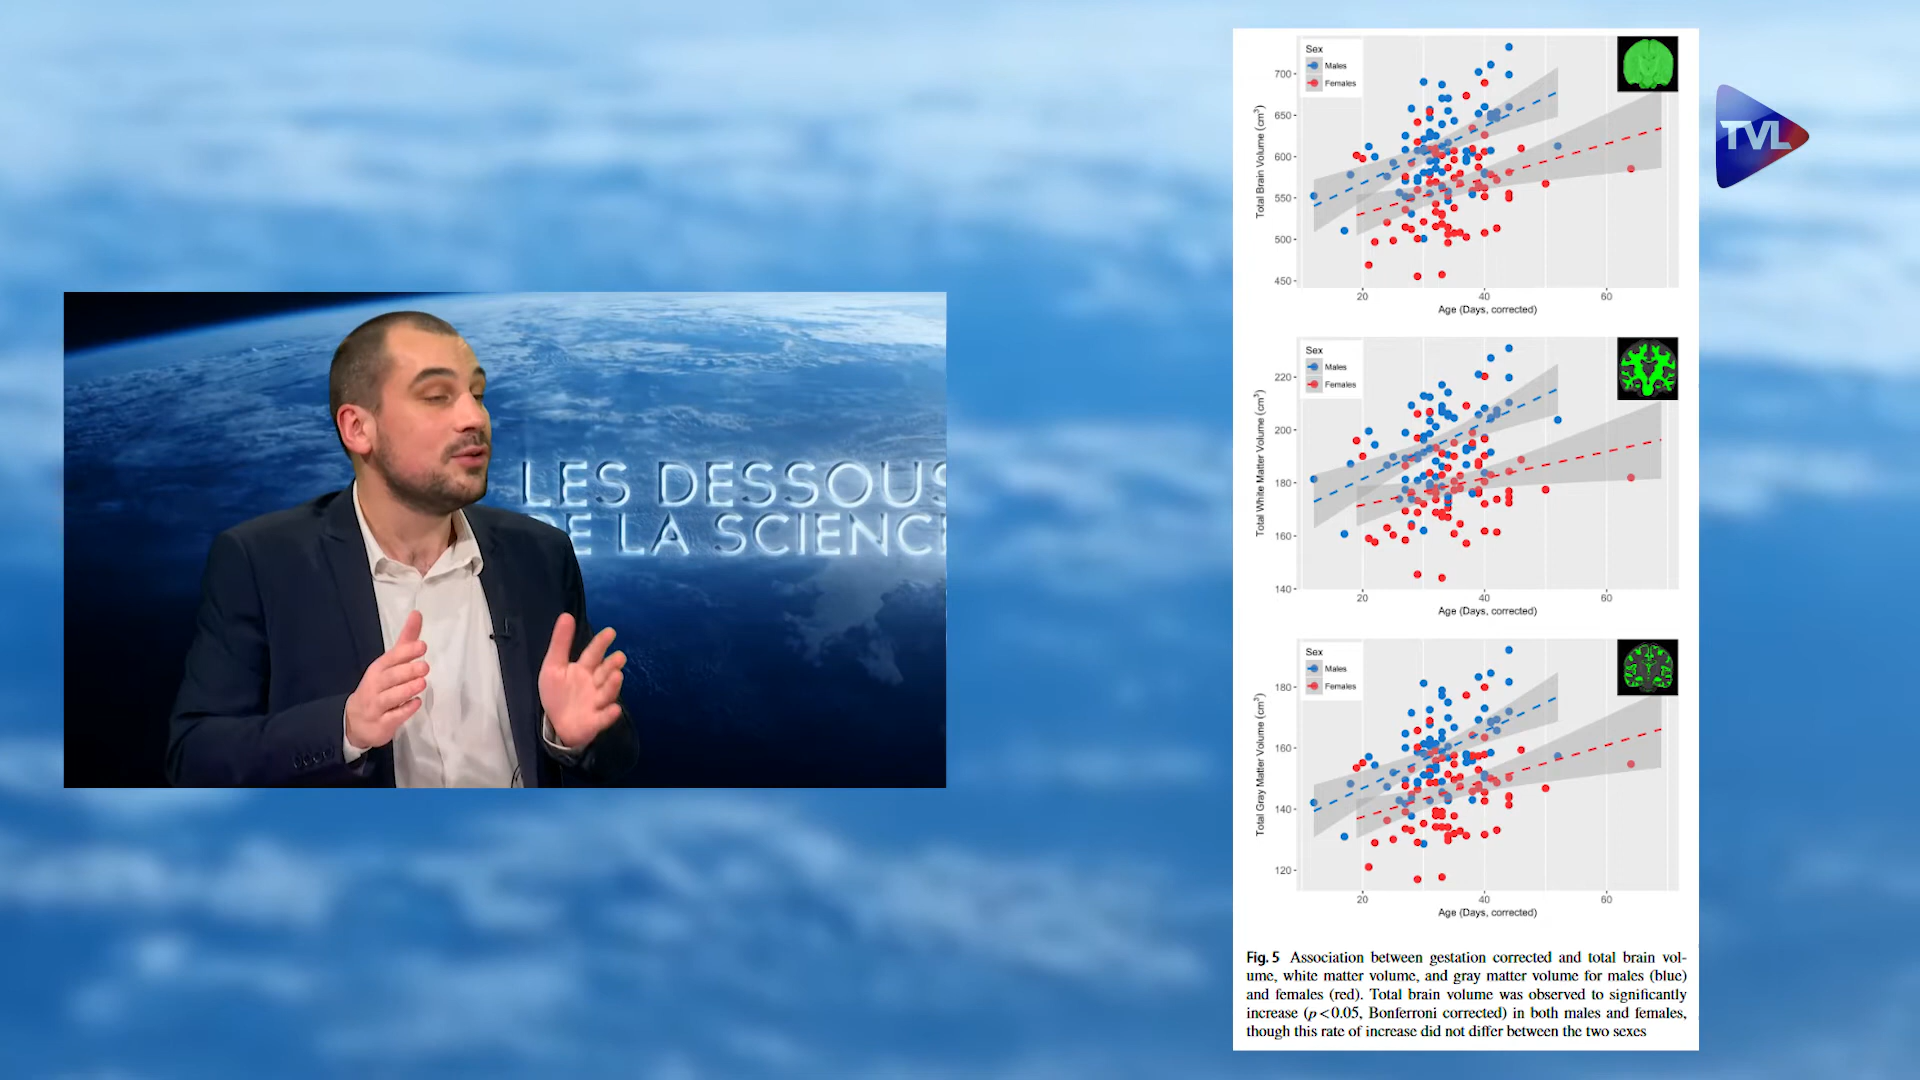 LES DESSOUS
DE LA SCIENC
TVL
Sex
Males
Females
Total Brain Volume (cm³)
700
650
600
550
500
450
20
40
60
Age (Days, corrected)
Sex
Males
Females
Total White Matter Volume (cm³)
220
200
180
160
140
20
40
60
Age (Days, corrected)
Sex
Males
Females
Total Gray Matter Volume (cm³)
180
160
140
120
20
40
60
Age (Days, corrected)
Fig. 5 Association between gestation corrected and total brain vol-
ume, white matter volume, and gray matter volume for males (blue)
and females (red). Total brain volume was observed to significantly
increase (p < 0.05, Bonferroni corrected) in both males and females,
though this rate of increase did not differ between the two sexes